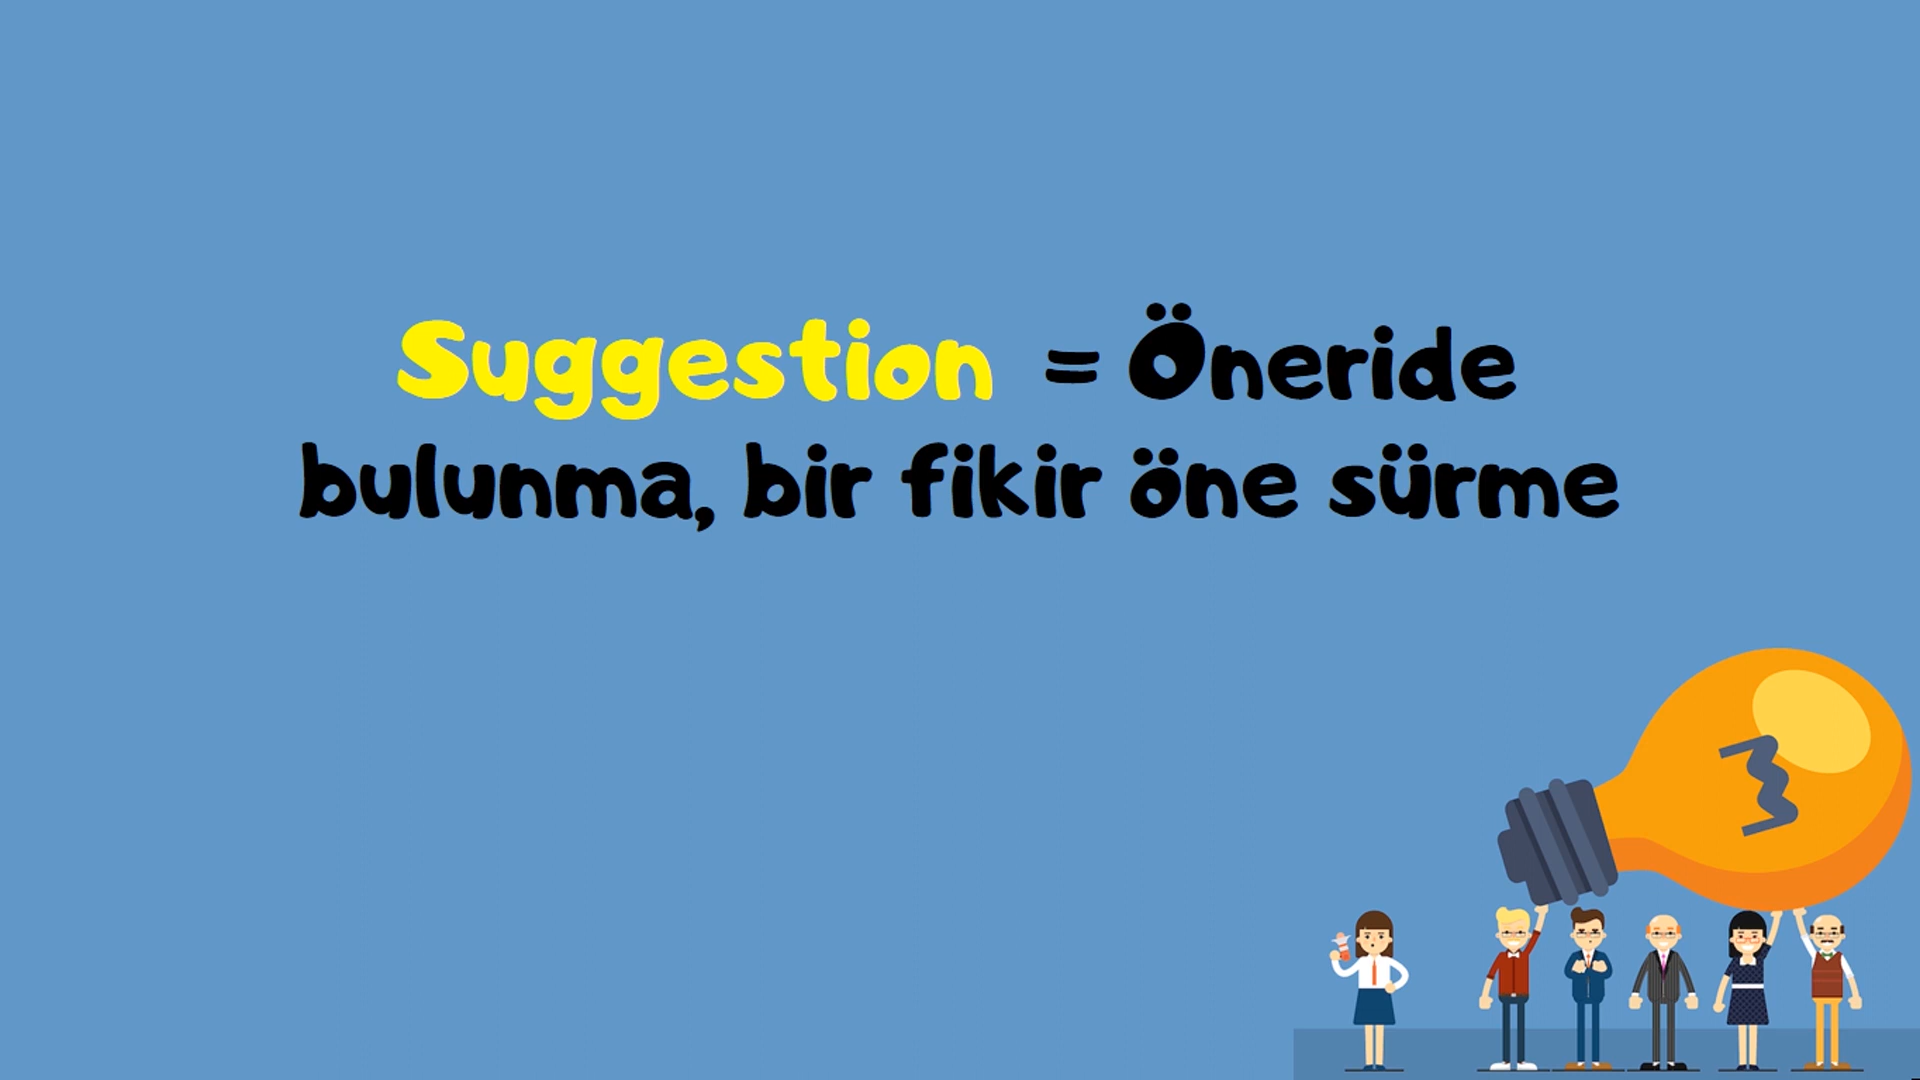 Suggestion = Öneride
bulunma, bir fikir öne sürme